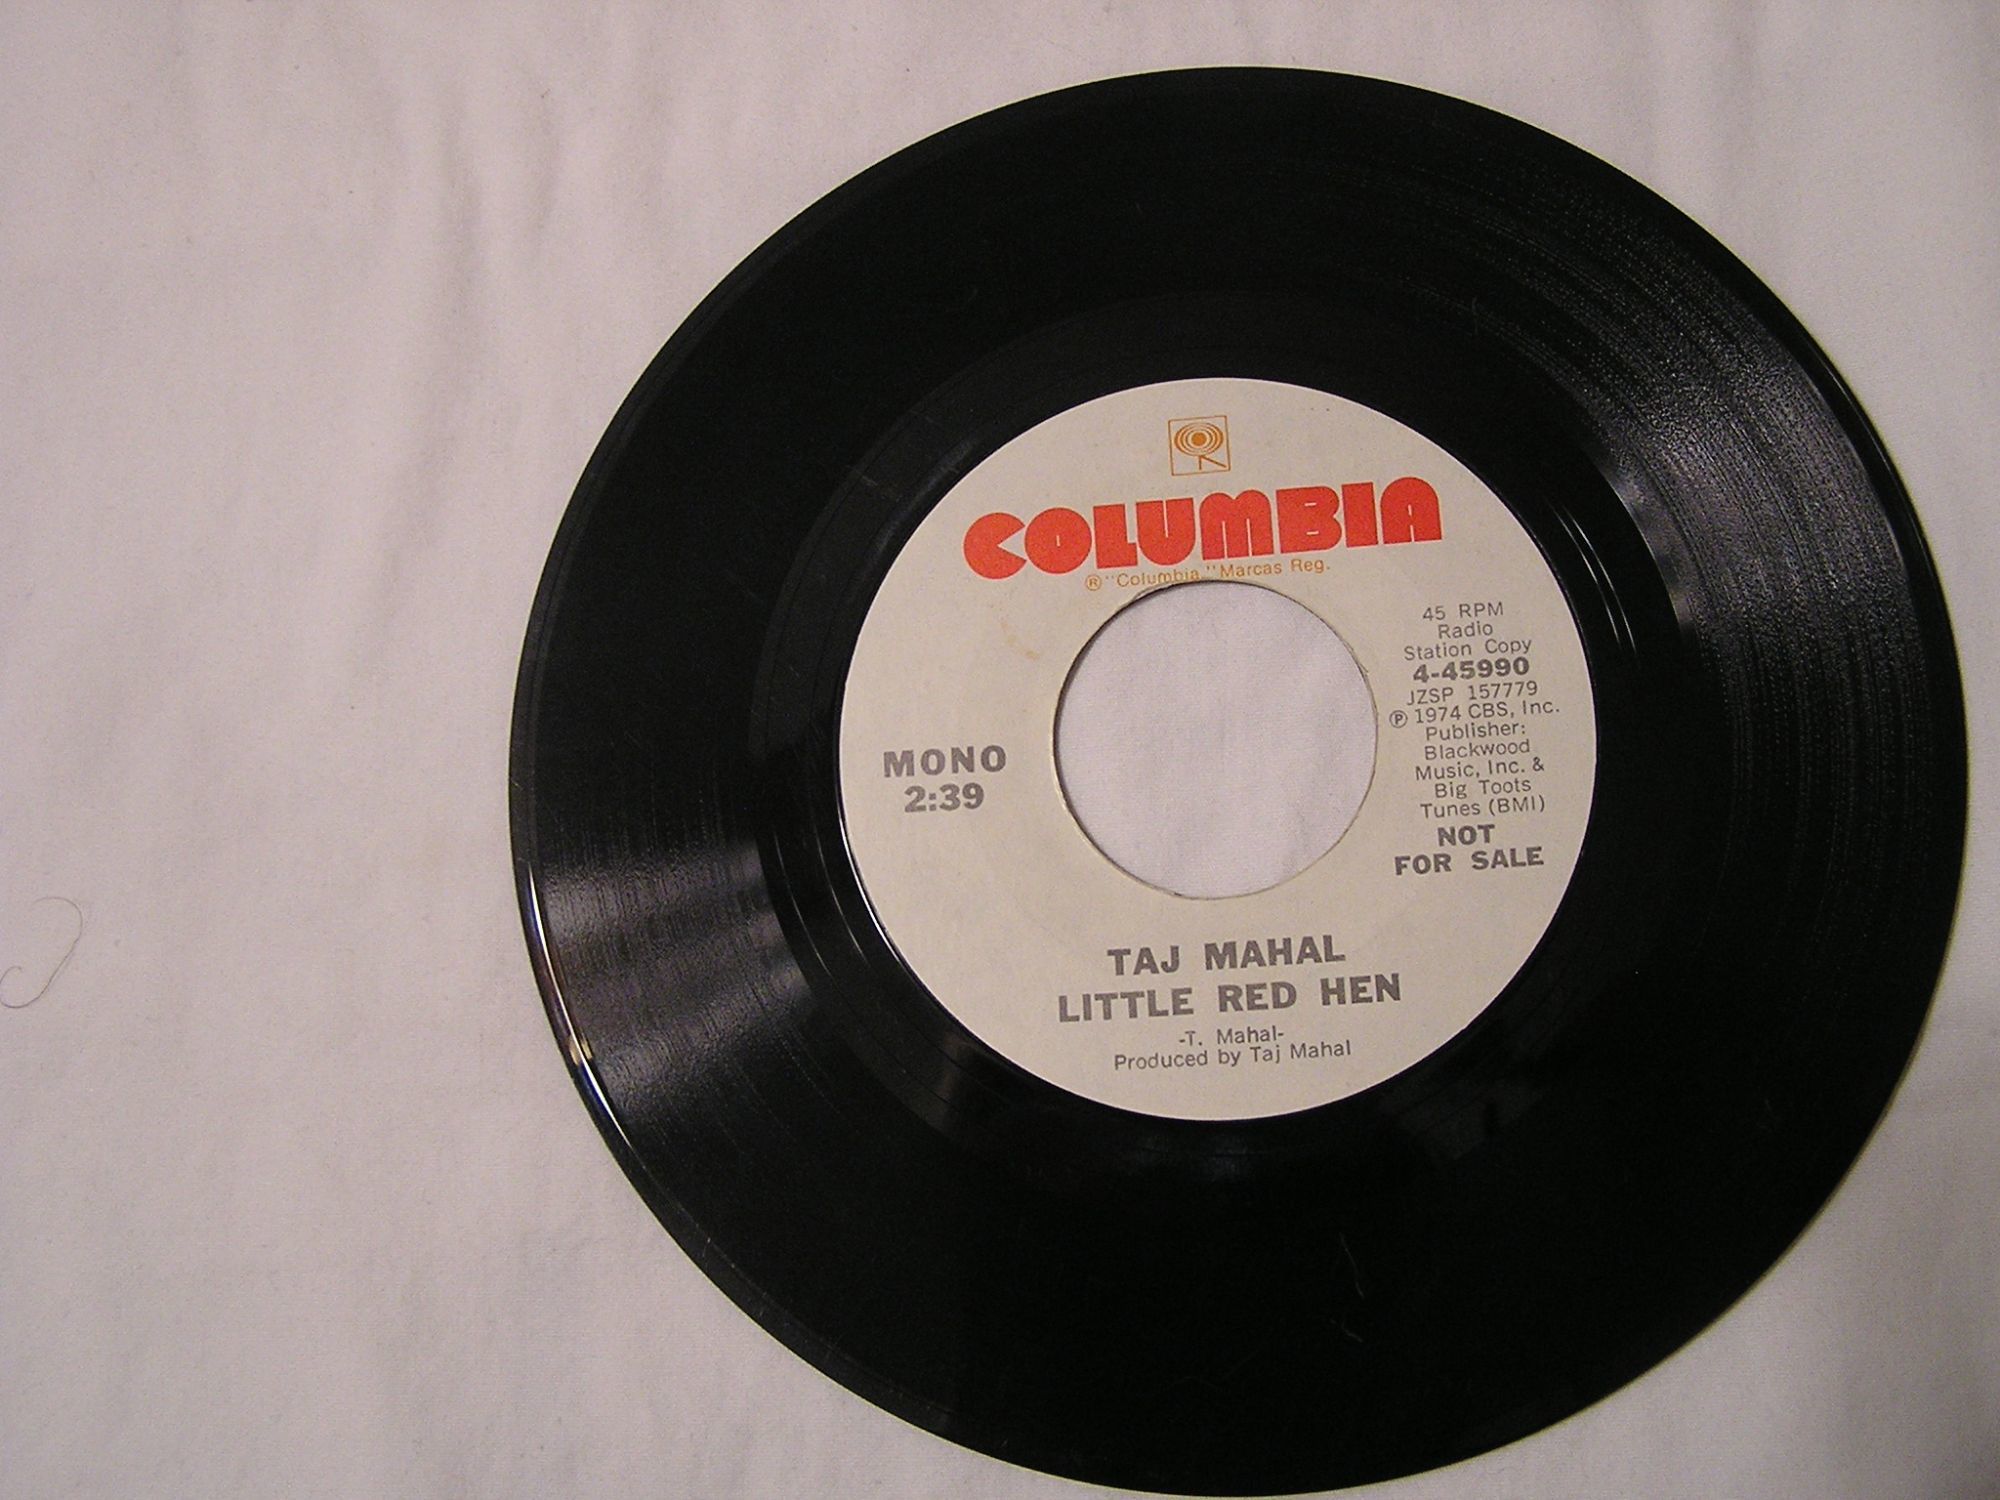 COLUMBIA
® "Columbia," Marcas Reg.
45 RPM
Radio
Station Copy
4-45990
JZSP 157779
℗ 1974 CBS, Inc.
Publisher:
Blackwood
Music, Inc. &
Big Toots
Tunes (BMI)
NOT
FOR SALE
MONO
2:39
TAJ MAHAL
LITTLE RED HEN
-T. Mahal-
Produced by Taj Mahal